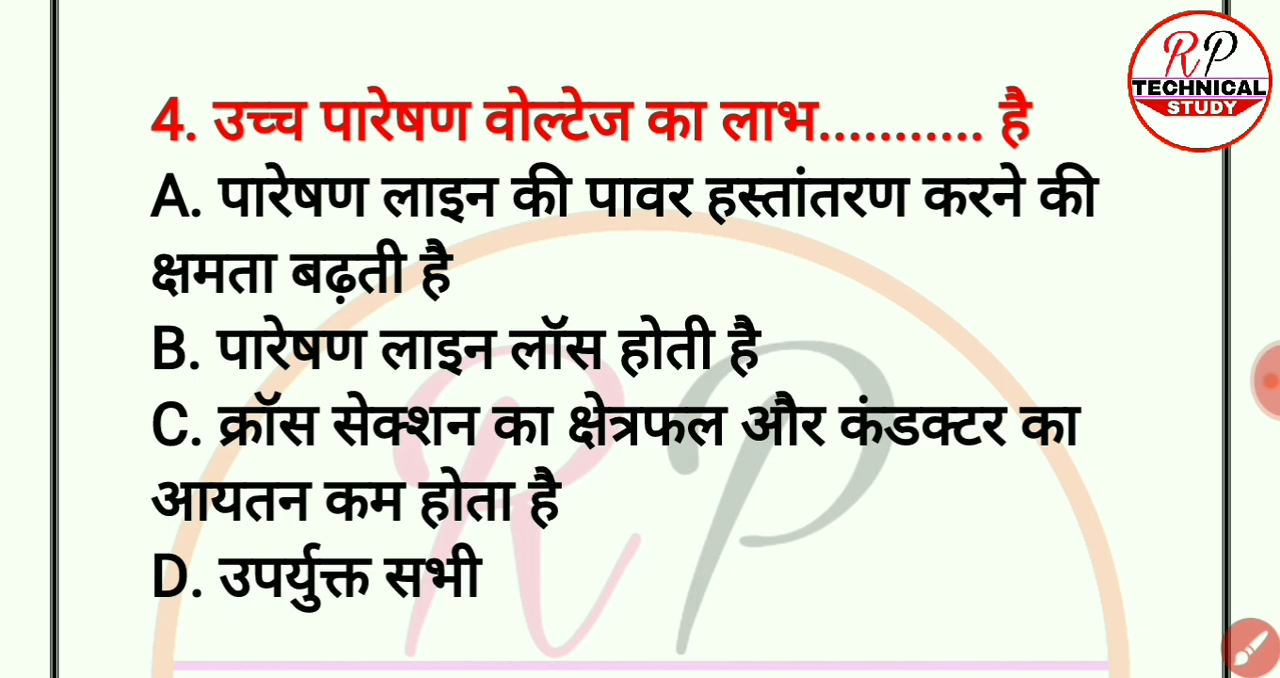 RP
TECHNICAL
STUDY
4. उच्च पारेषण वोल्टेज का लाभ........... है
A. पारेषण लाइन की पावर हस्तांतरण करने की
क्षमता बढ़ती है
B. पारेषण लाइन लॉस होती है
C. क्रॉस सेक्शन का क्षेत्रफल और कंडक्टर का
आयतन कम होता है
D. उपर्युक्त सभी
RP